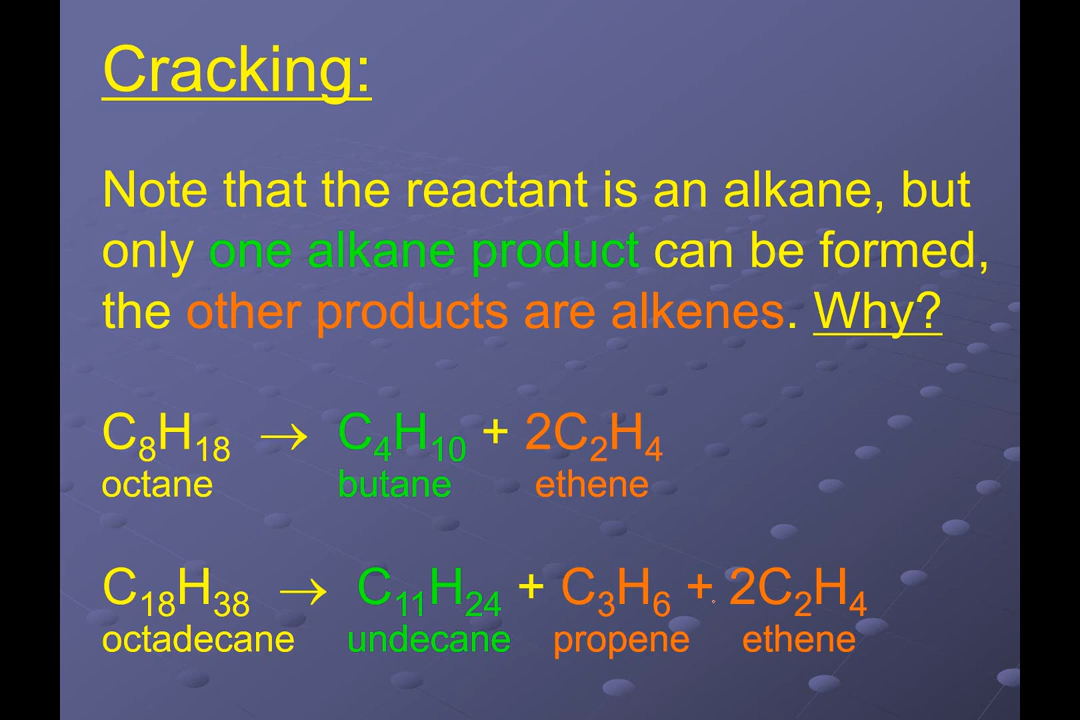 Cracking:
Note that the reactant is an alkane, but
only one alkane product can be formed,
the other products are alkenes. Why?
C₈H₁₈ → C₄H₁₀ + 2C₂H₄
octane butane ethene
C₁₈H₃₈ → C₁₁H₂₄ + C₃H₆ + 2C₂H₄
octadecane undecane propene ethene